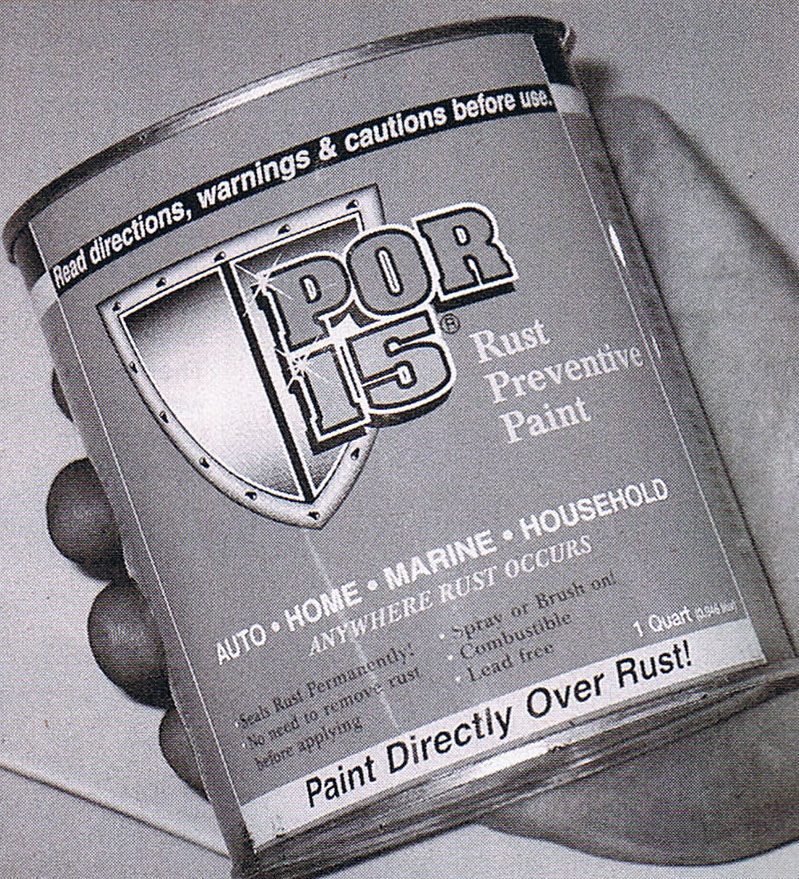 Read directions, warnings & cautions before use.
POR
15®
Rust
Preventive
Paint
AUTO • HOME • MARINE • HOUSEHOLD
ANYWHERE RUST OCCURS
•Seals Rust Permanently!
•No need to remove rust
before applying
• Spray or Brush on!
• Combustible
• Lead free
1 Quart
Paint Directly Over Rust!